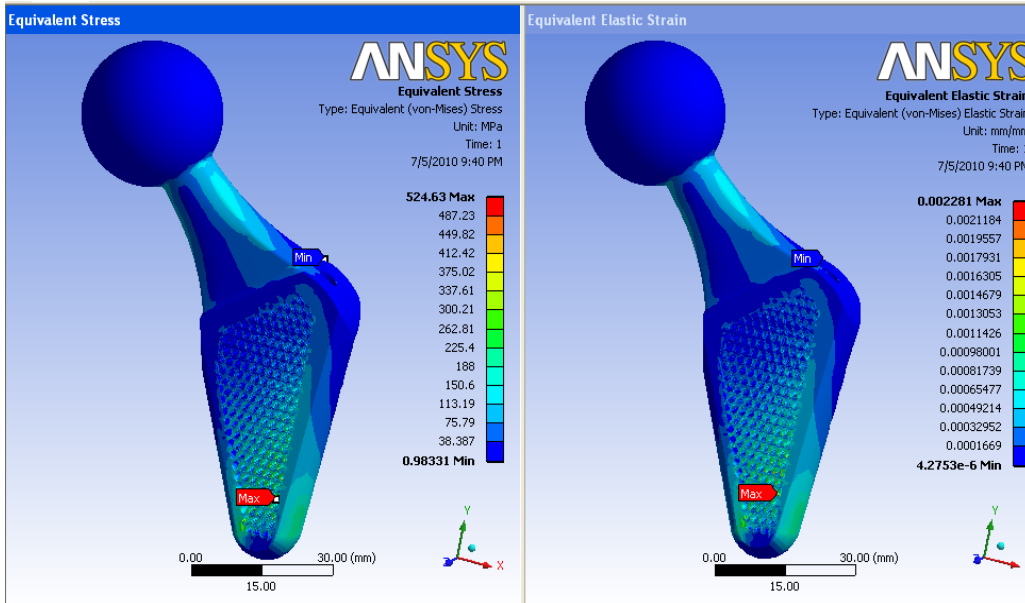 Equivalent Stress
ANSYS
Equivalent Stress
Type: Equivalent (von-Mises) Stress
Unit: MPa
Time: 1
7/5/2010 9:40 PM
524.63 Max
487.23
449.82
412.42
375.02
337.61
300.21
262.81
225.4
188
150.6
113.19
75.79
38.387
0.98331 Min
Min
Max
0.00
30.00 (mm)
15.00
Y
Z
X
Equivalent Elastic Strain
ANSYS
Equivalent Elastic Strain
Type: Equivalent (von-Mises) Elastic Strain
Unit: mm/mm
Time: 1
7/5/2010 9:40 PM
0.002281 Max
0.0021184
0.0019557
0.0017931
0.0016305
0.0014679
0.0013053
0.0011426
0.00098001
0.00081739
0.00065477
0.00049214
0.00032952
0.0001669
4.2753e-6 Min
Min
Max
0.00
30.00 (mm)
15.00
Y
Z